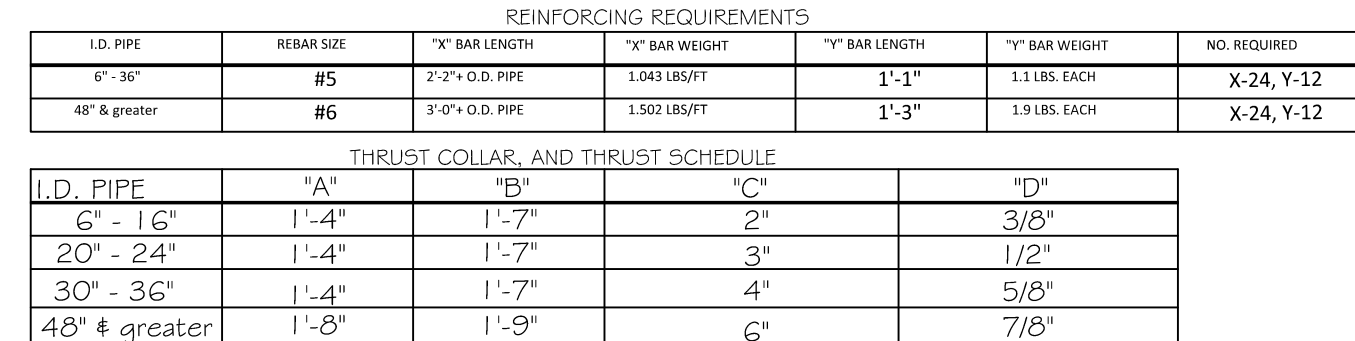 REINFORCING REQUIREMENTS
I.D. PIPE REBAR SIZE "X" BAR LENGTH "X" BAR WEIGHT "Y" BAR LENGTH "Y" BAR WEIGHT NO. REQUIRED
6" - 36" #5 2'-2"+ O.D. PIPE 1.043 LBS/FT 1'-1" 1.1 LBS. EACH X-24, Y-12
48" & greater #6 3'-0"+ O.D. PIPE 1.502 LBS/FT 1'-3" 1.9 LBS. EACH X-24, Y-12
THRUST COLLAR, AND THRUST SCHEDULE
I.D. PIPE "A" "B" "C" "D"
6" - 16" 1'-4" 1'-7" 2" 3/8"
20" - 24" 1'-4" 1'-7" 3" 1/2"
30" - 36" 1'-4" 1'-7" 4" 5/8"
48" & greater 1'-8" 1'-9" 6" 7/8"